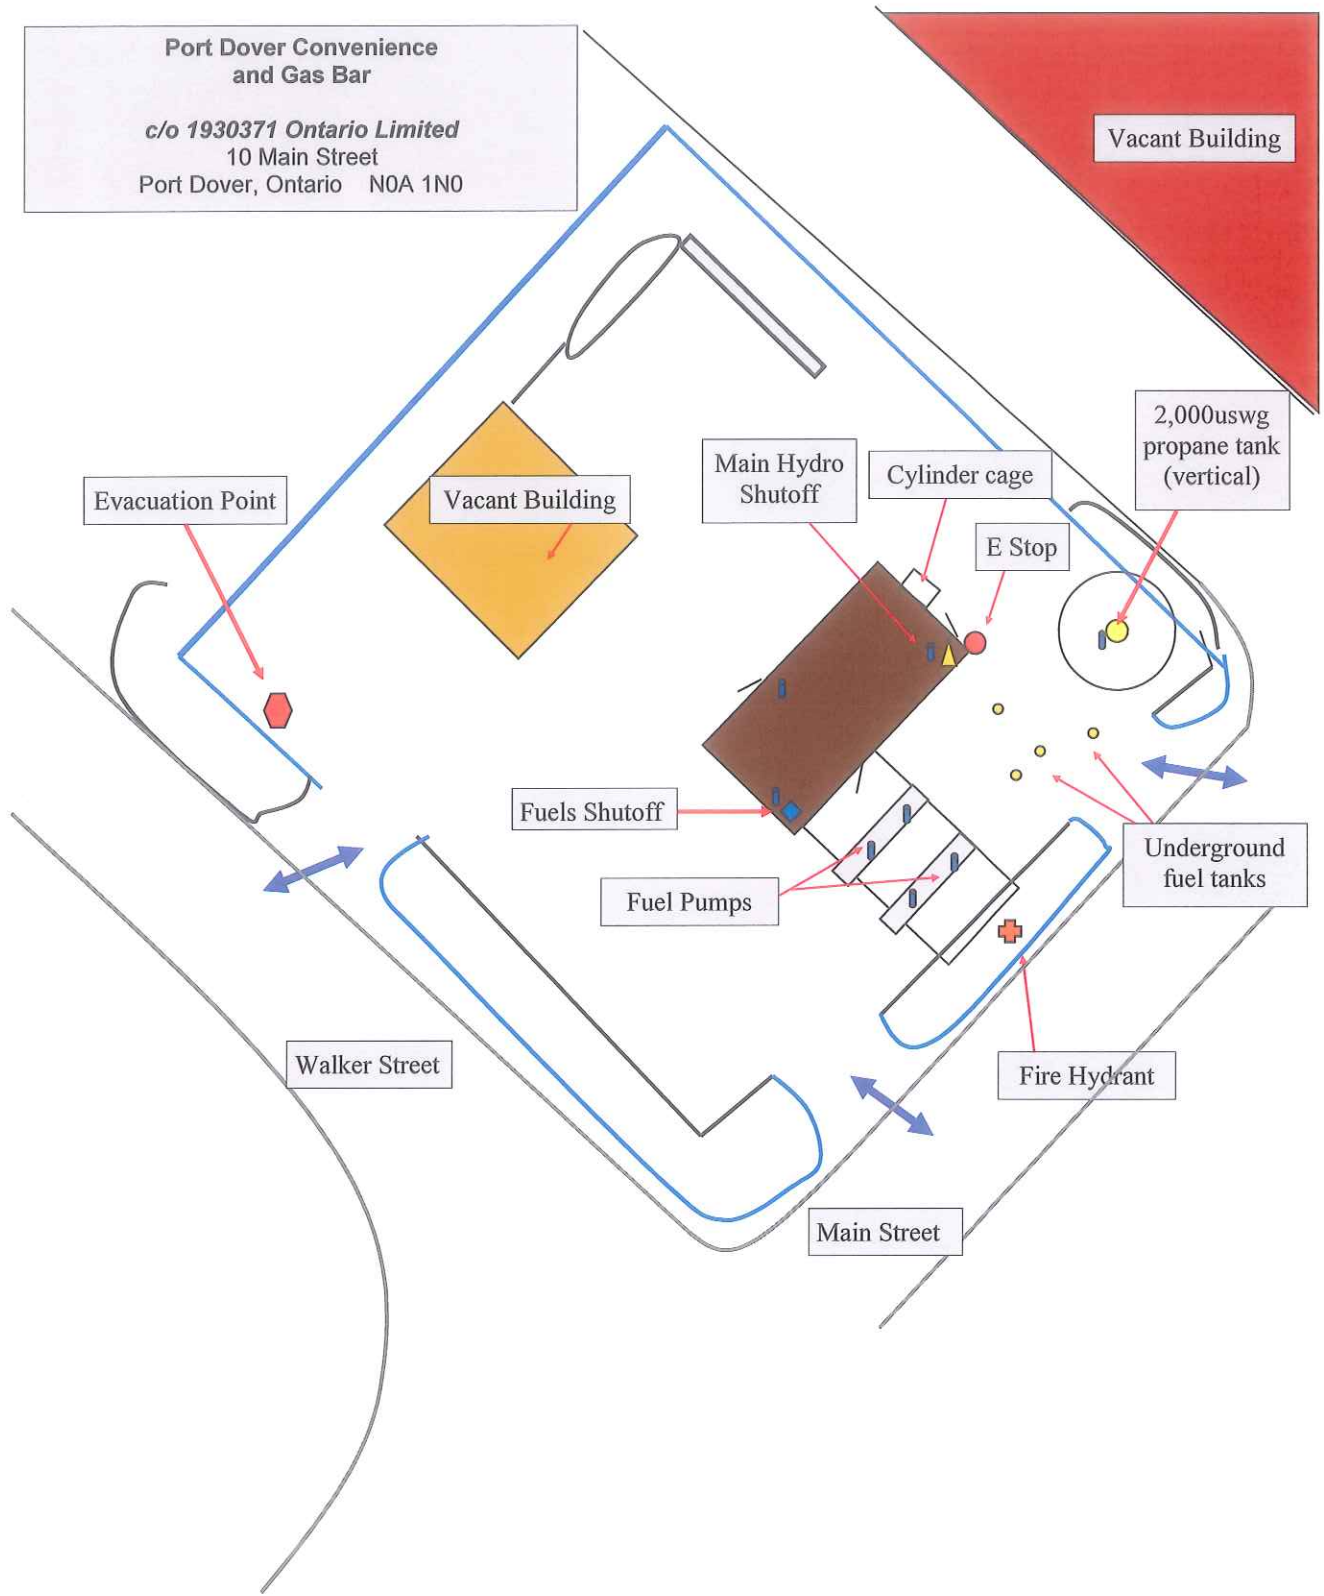 Port Dover Convenience
and Gas Bar
c/o 1930371 Ontario Limited
10 Main Street
Port Dover, Ontario N0A 1N0
Vacant Building
2,000uswg
propane tank
(vertical)
Main Hydro
Shutoff
Cylinder cage
Evacuation Point
Vacant Building
E Stop
Fuels Shutoff
Underground
fuel tanks
Fuel Pumps
Walker Street
Fire Hydrant
Main Street